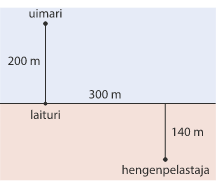 uimari
200 m
300 m
laituri
140 m
hengenpelastaja